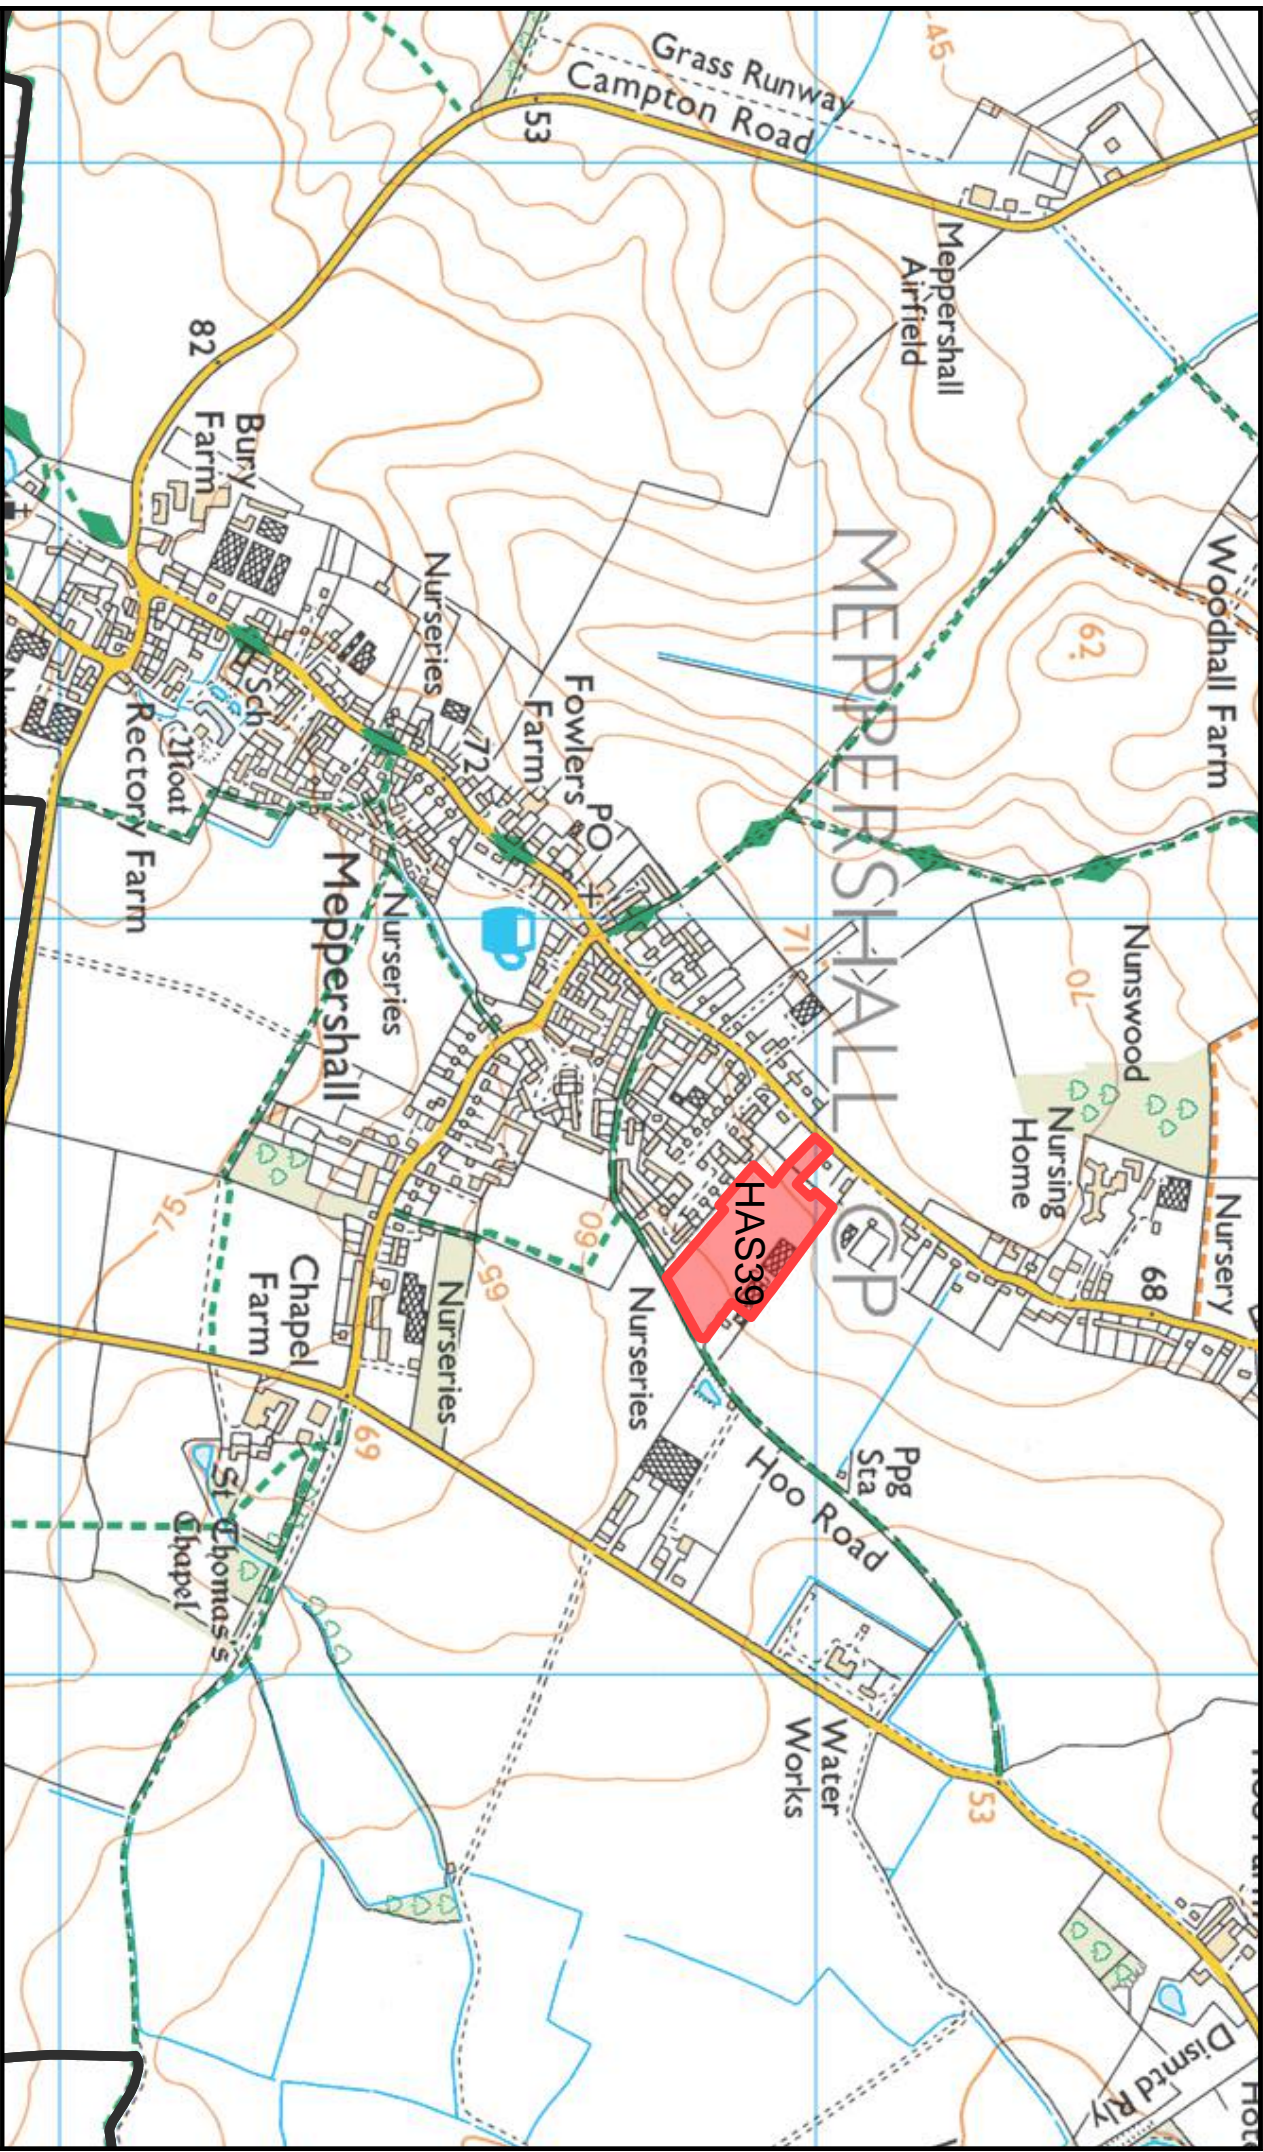 Woodhall Farm
Nursery
68
Dismtd Rly
Nunswood
70
62
Nursing
Home
53
45
Meppershall
Airfield
MEPPERSHALL CP
Ppg
Sta
Hoo Road
Water
Works
71
HAS39
Grass Runway
Campton Road
Nurseries
PO
60
Fowlers
Farm
53
65
72
Nurseries
Nurseries
Nurseries
69
Meppershall
Chapel
Farm
Sch
Bury
Farm
St Thomas's
Chapel
82
Moat
75
Rectory Farm